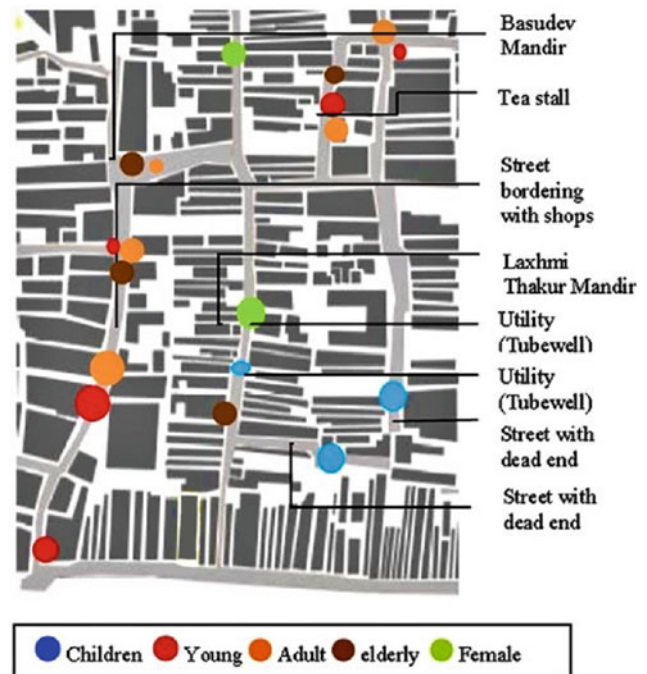 Basudev
Mandir
Tea stall
Street
bordering
with shops
Laxhmi
Thakur Mandir
Utility
(Tubewell)
Utility
(Tubewell)
Street with
dead end
Street with
dead end
Children Young Adult elderly Female